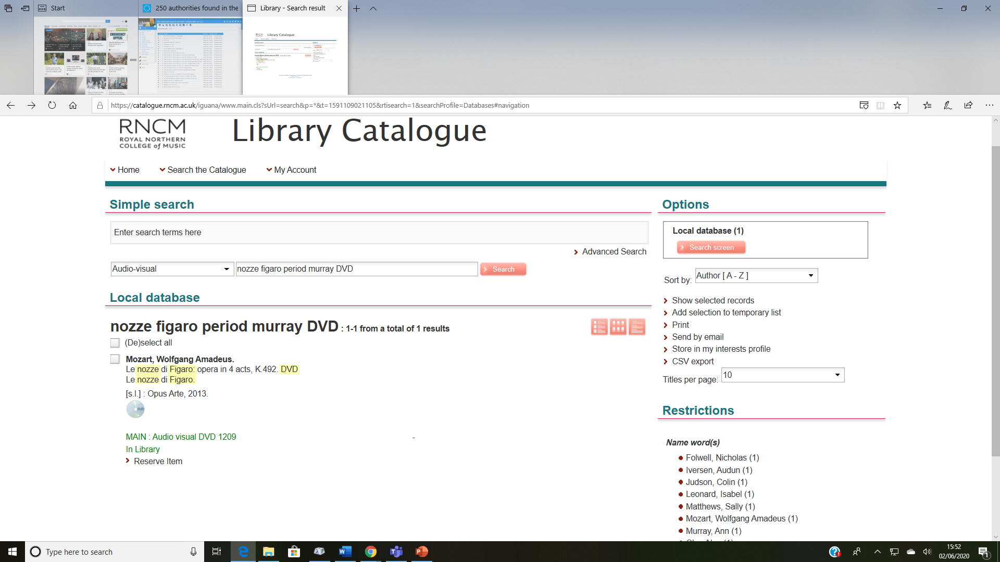 Start
250 authorities found in the
Library - Search result
EMERGENCY
APPEAL
RNCM
Library Catalogue
https://catalogue.rncm.ac.uk/iguana/www.main.cls?sUrl=search&p=*&t=1591109021105&rtisearch=1&searchProfile=Databases#navigation
RNCM
ROYAL NORTHERN
COLLEGE of MUSIC
Library Catalogue
Home
Search the Catalogue
My Account
Simple search
Enter search terms here
Advanced Search
Audio-visual
nozze figaro period murray DVD
Search
Local database
nozze figaro period murray DVD : 1-1 from a total of 1 results
(De)select all
Mozart, Wolfgang Amadeus.
Le nozze di Figaro: opera in 4 acts, K.492. DVD
Le nozze di Figaro.
[s.l.] : Opus Arte, 2013.
DVD
MAIN : Audio visual DVD 1209
-
In Library
Reserve Item
Options
Local database (1)
Search screen
Sort by:
Author [ A - Z ]
Show selected records
Add selection to temporary list
Print
Send by email
Store in my interests profile
CSV export
Titles per page:
10
Restrictions
Name word(s)
Folwell, Nicholas (1)
Iversen, Audun (1)
Judson, Colin (1)
Leonard, Isabel (1)
Matthews, Sally (1)
Mozart, Wolfgang Amadeus (1)
Murray, Ann (1)
Type here to search
15:52
02/06/2020
1